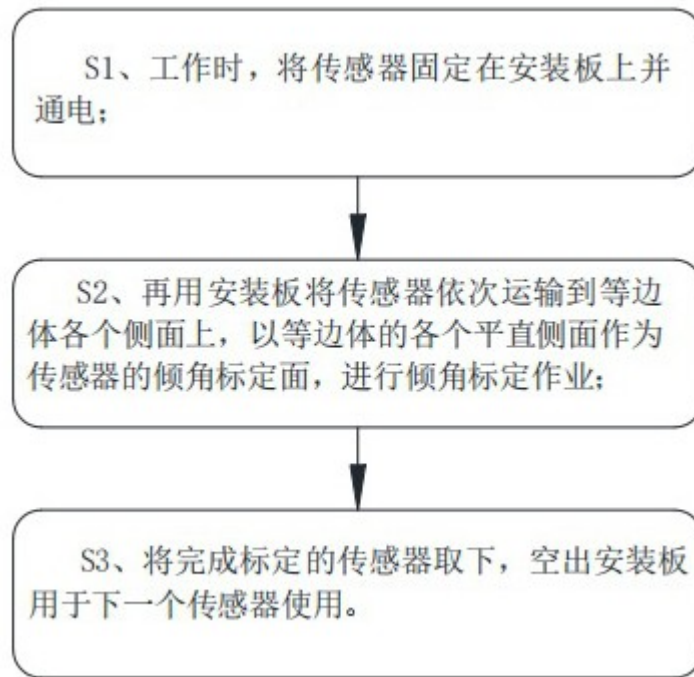 S1、工作时，将传感器固定在安装板上并
通电；
S2、再用安装板将传感器依次运输到等边
体各个侧面上，以等边体的各个平直侧面作为
传感器的倾角标定面，进行倾角标定作业；
S3、将完成标定的传感器取下，空出安装板
用于下一个传感器使用。